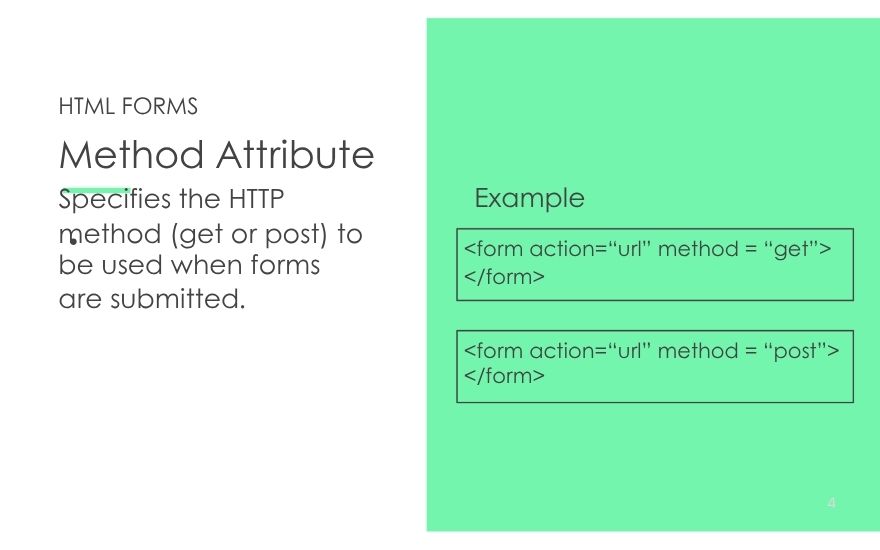 HTML FORMS
Method Attribute
Specifies the HTTP
method (get or post) to
be used when forms
are submitted.
Example
<form action=“url” method = “get”>
</form>
<form action=“url” method = “post”>
</form>
4